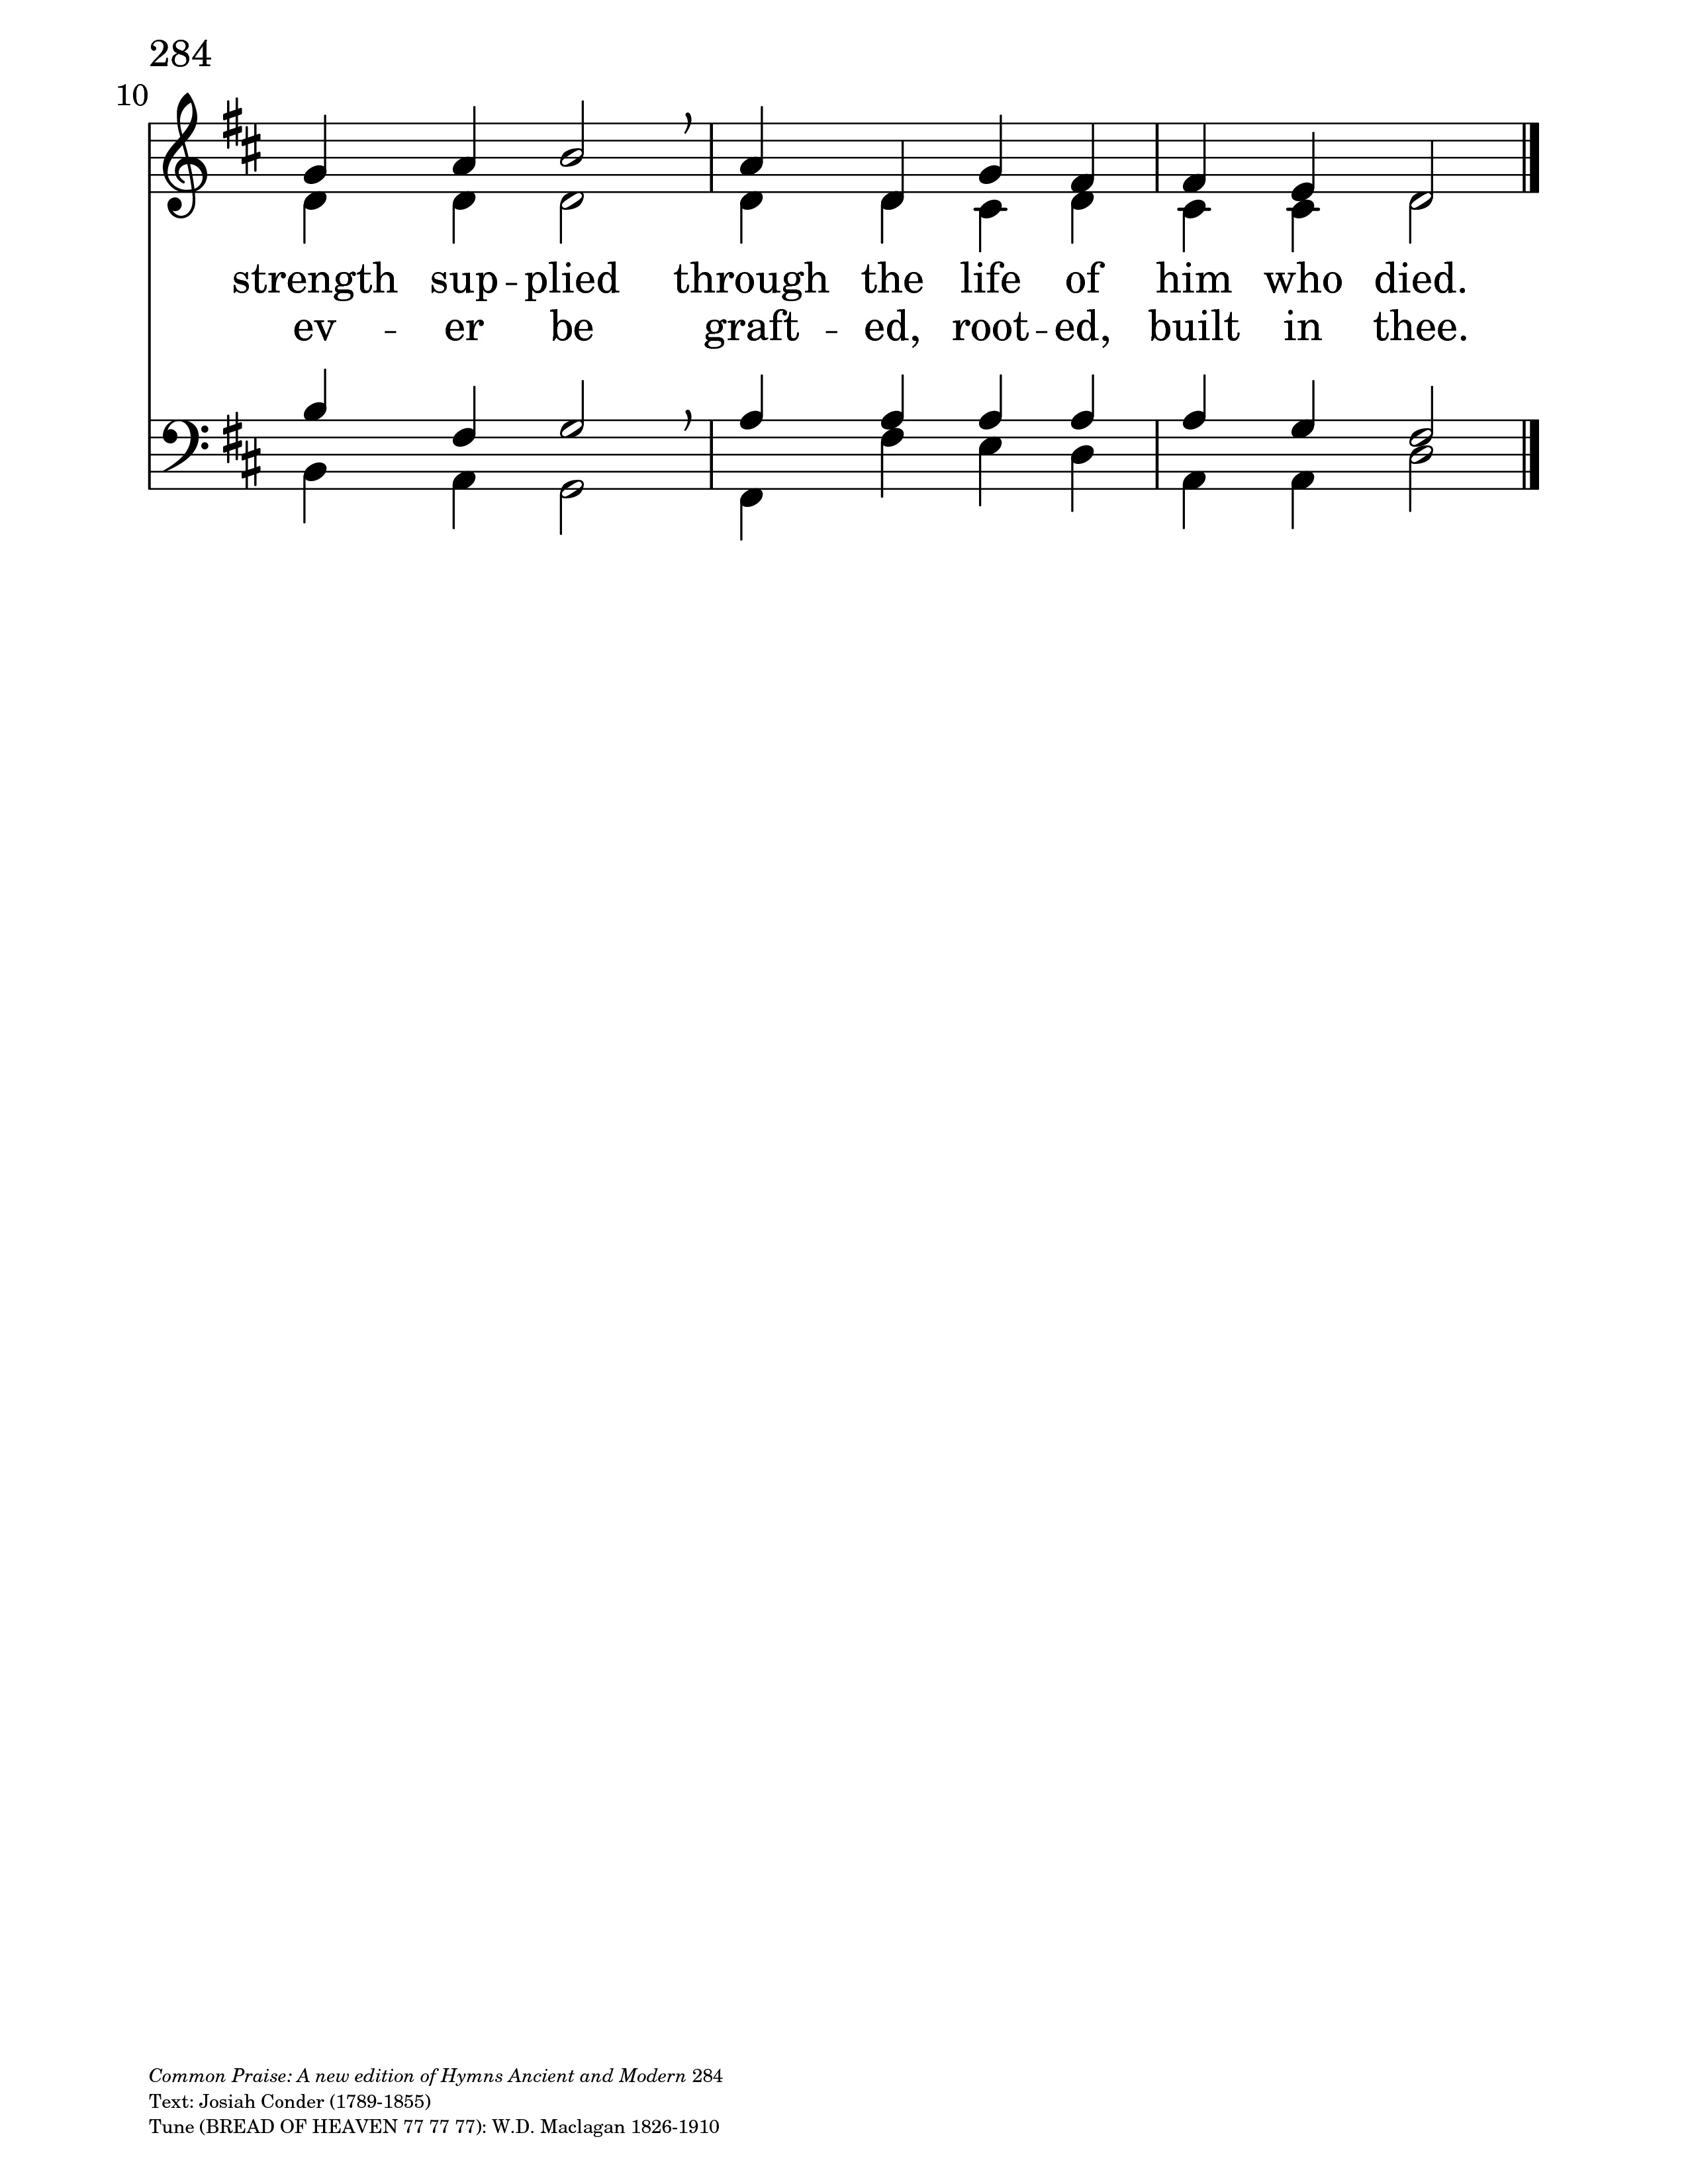 284
10
strength sup - plied through the life of him who died.
ev - er be graft - ed, root - ed, built in thee.
Common Praise: A new edition of Hymns Ancient and Modern 284
Text: Josiah Conder (1789-1855)
Tune (BREAD OF HEAVEN 77 77 77): W.D. Maclagan 1826-1910